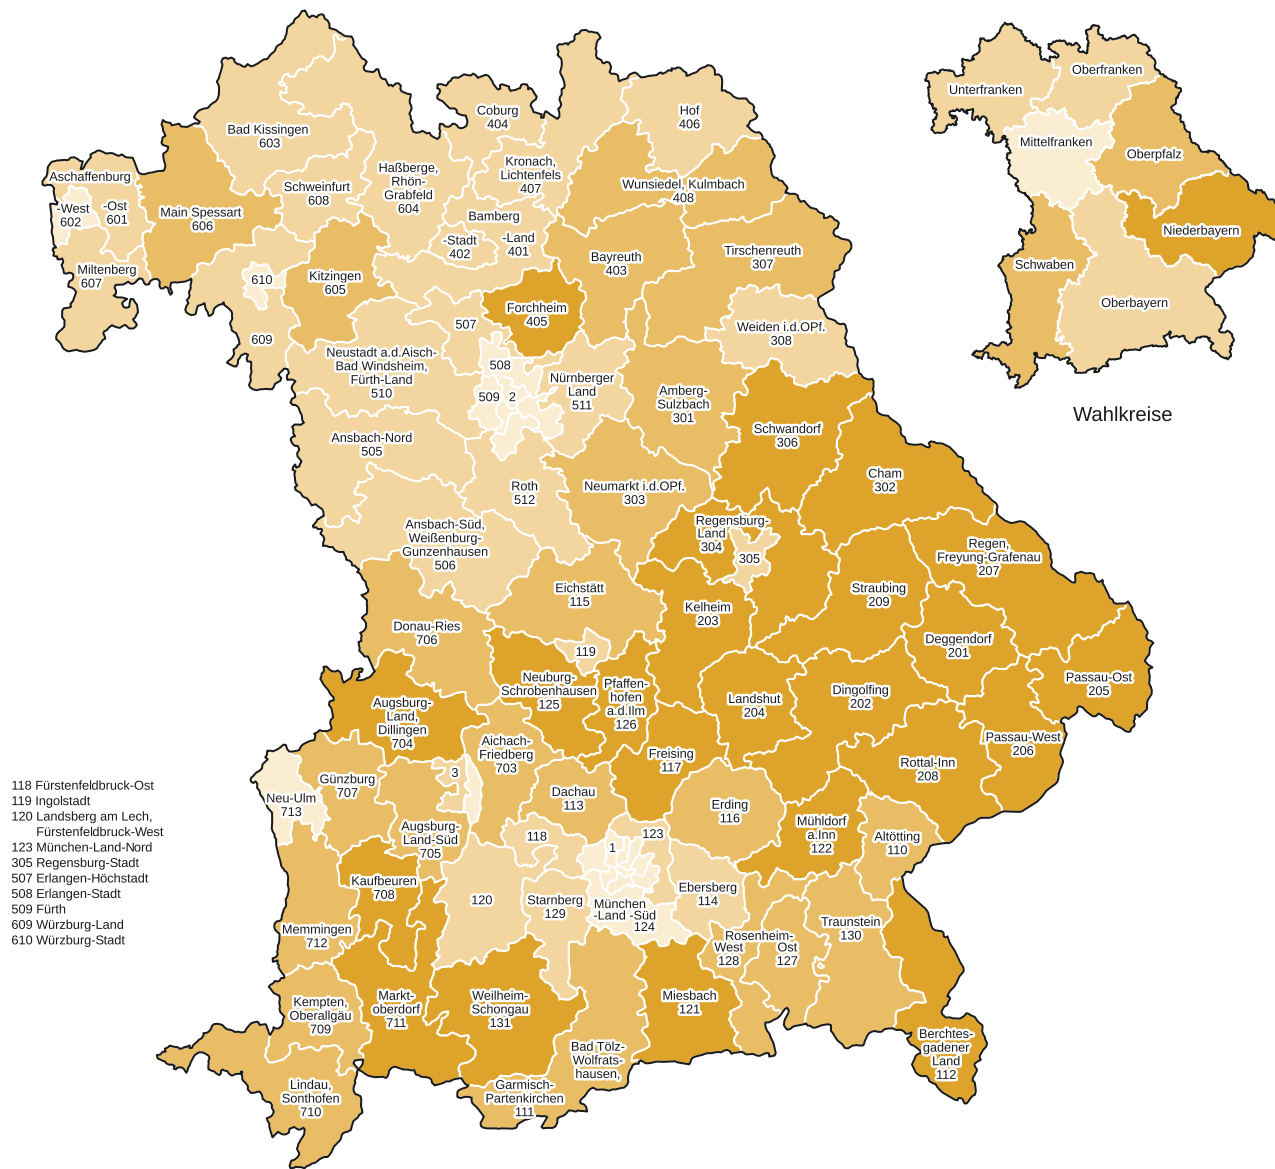 Bad Kissingen
603
Coburg
404
Hof
406
Kronach,
Lichtenfels
407
Haßberge,
Rhön-
Grabfeld
604
Aschaffenburg
-West
602
-Ost
601
Schweinfurt
608
Wunsiedel, Kulmbach
408
Main Spessart
606
Bamberg
-Stadt
402
-Land
401
Bayreuth
403
Tirschenreuth
307
Miltenberg
607
610
Kitzingen
605
Forchheim
405
507
609
Weiden i.d.OPf.
308
Neustadt a.d.Aisch-
Bad Windsheim,
Fürth-Land
510
508
509
2
Nürnberger
Land
511
Amberg-
Sulzbach
301
Schwandorf
306
Ansbach-Nord
505
Cham
302
Roth
512
Neumarkt i.d.OPf.
303
Ansbach-Süd,
Weißenburg-
Gunzenhausen
506
Regensburg-
Land
304
305
Regen,
Freyung-Grafenau
207
Eichstätt
115
Kelheim
203
Straubing
209
Donau-Ries
706
Deggendorf
201
119
Neuburg-
Schrobenhausen
125
Pfaffen-
hofen
a.d.Ilm
126
Landshut
204
Dingolfing
202
Passau-Ost
205
Augsburg-
Land,
Dillingen
704
Aichach-
Friedberg
703
Freising
117
Passau-West
206
Rottal-Inn
208
3
Günzburg
707
Neu-Ulm
713
Dachau
113
Erding
116
Mühldorf
a.Inn
122
Altötting
110
Augsburg-
Land-Süd
705
118
123
1
Kaufbeuren
708
120
Starnberg
129
München
-Land -Süd
124
Ebersberg
114
Memmingen
712
Rosenheim-
West
128
Ost
127
Traunstein
130
Kempten,
Oberallgäu
709
Markt-
oberdorf
711
Weilheim-
Schongau
131
Miesbach
121
Berchtes-
gadener
Land
112
Bad Tölz-
Wolfrats-
hausen,
Garmisch-
Partenkirchen
111
Lindau,
Sonthofen
710
118 Fürstenfeldbruck-Ost
119 Ingolstadt
120 Landsberg am Lech,
Fürstenfeldbruck-West
123 München-Land-Nord
305 Regensburg-Stadt
507 Erlangen-Höchstadt
508 Erlangen-Stadt
509 Fürth
609 Würzburg-Land
610 Würzburg-Stadt
Unterfranken
Oberfranken
Mittelfranken
Oberpfalz
Niederbayern
Schwaben
Oberbayern
Wahlkreise